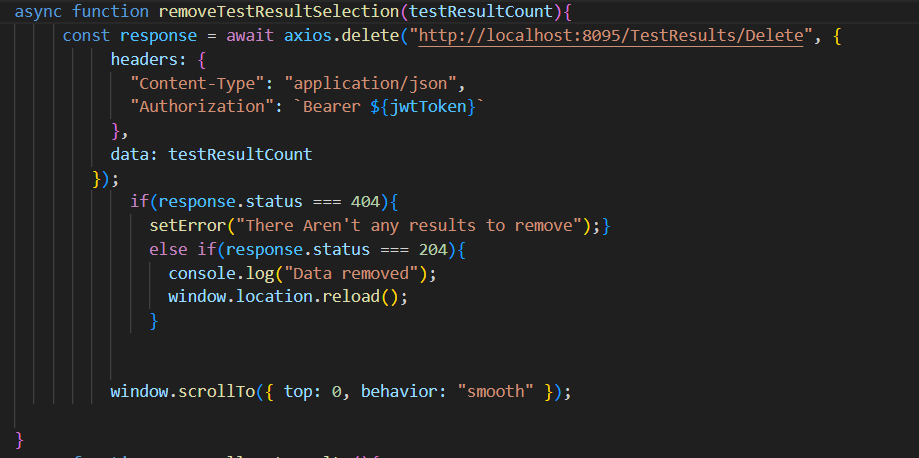 async function removeTestResultSelection(testResultCount){
const response = await axios.delete("http://localhost:8095/TestResults/Delete", {
headers: {
"Content-Type": "application/json",
"Authorization": `Bearer ${jwtToken}`
},
data: testResultCount
});
if(response.status === 404){
setError("There Aren't any results to remove");}
else if(response.status === 204){
console.log("Data removed");
window.location.reload();
}
window.scrollTo({ top: 0, behavior: "smooth" });
}